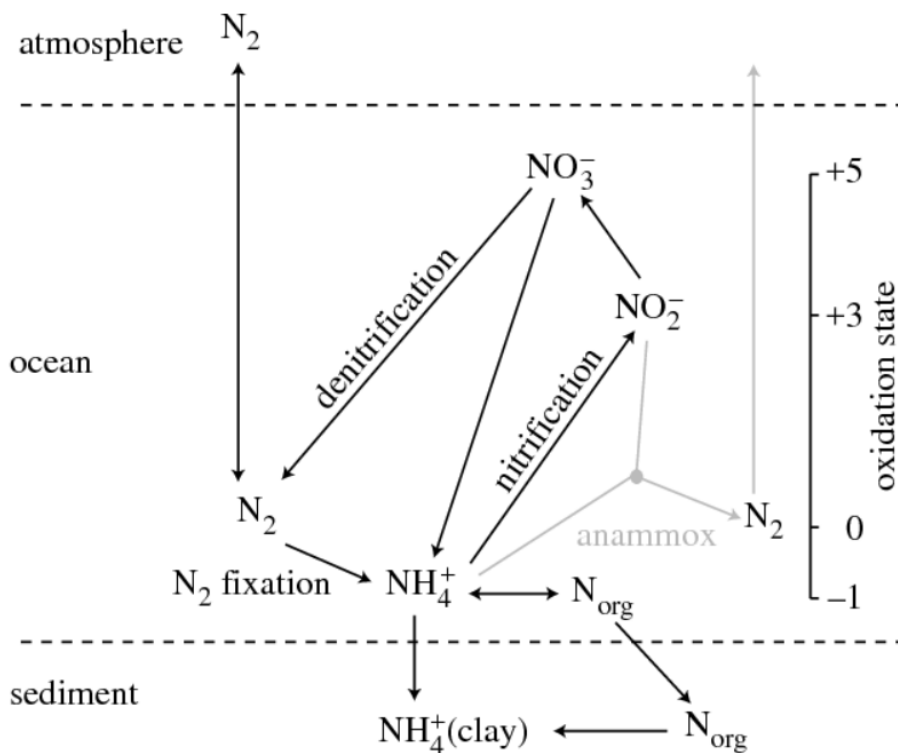 atmosphere N₂
NO₃⁻ +5
denitrification
NO₂⁻ +3
ocean
nitrification
oxidation state
N₂
anammox
N₂ 0
N₂ fixation NH₄⁺ N_org −1
sediment
NH₄⁺(clay) N_org